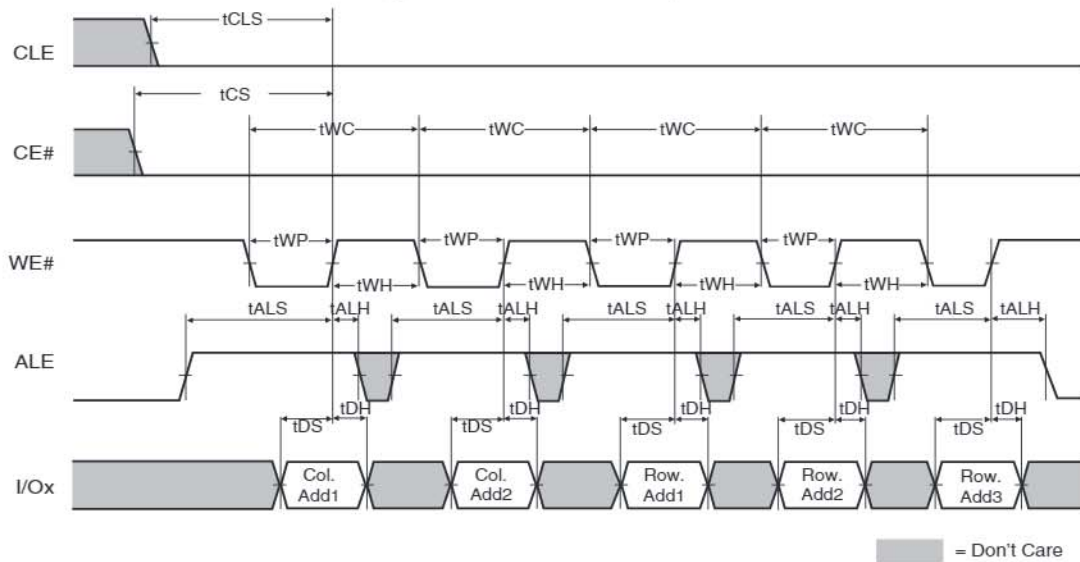 tCLS
CLE
tCS
tWC tWC tWC tWC
CE#
tWP tWP tWP tWP
WE#
tWH tWH tWH tWH
tALS tALH tALS tALH tALS tALH tALS tALH tALS tALH
ALE
tDS tDH tDS tDH tDS tDH tDS tDH tDS tDH
I/Ox
Col. Add1
Col. Add2
Row. Add1
Row. Add2
Row. Add3
= Don't Care